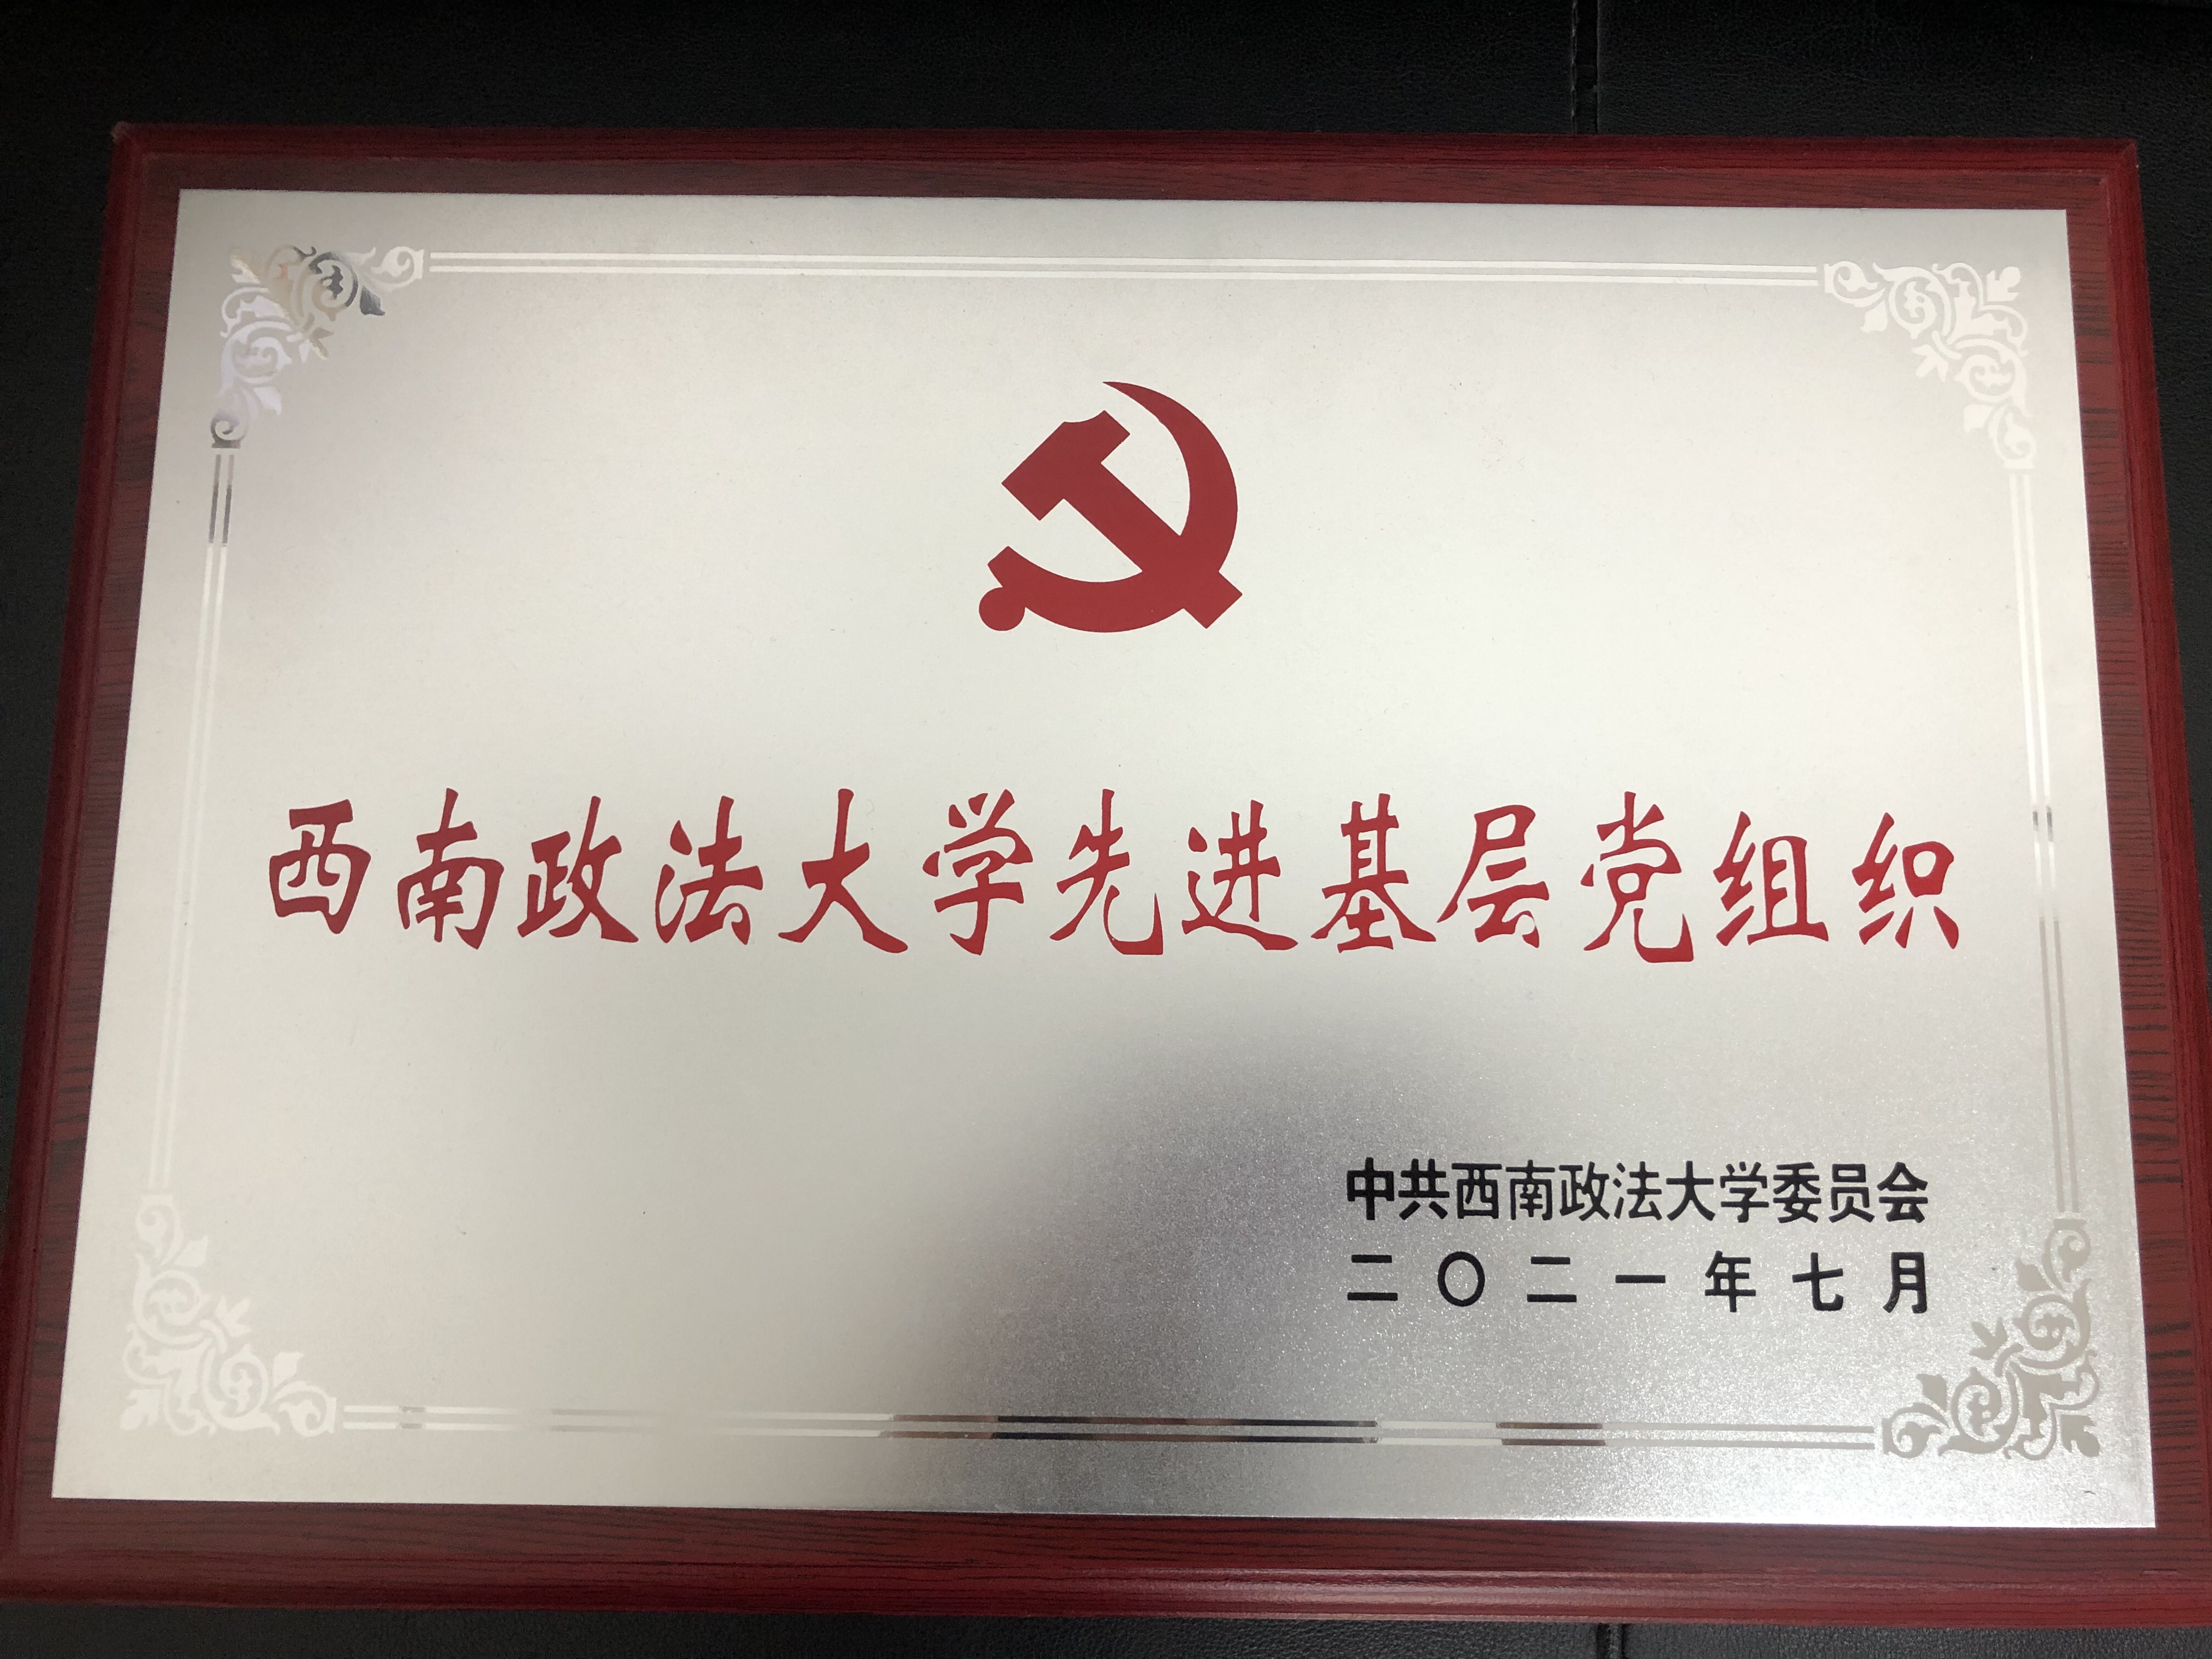 西南政法大学先进基层党组织
中共西南政法大学委员会
二〇二一年七月